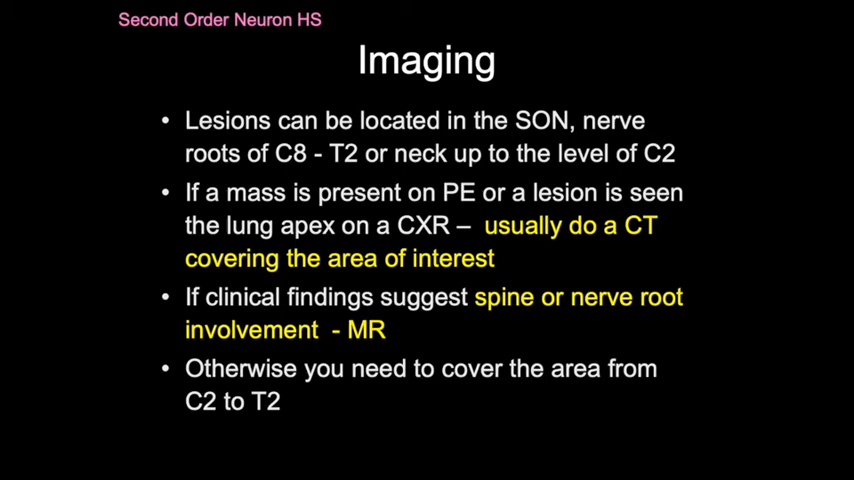 Second Order Neuron HS
Imaging
• Lesions can be located in the SON, nerve
roots of C8 - T2 or neck up to the level of C2
• If a mass is present on PE or a lesion is seen
the lung apex on a CXR – usually do a CT
covering the area of interest
• If clinical findings suggest spine or nerve root
involvement - MR
• Otherwise you need to cover the area from
C2 to T2